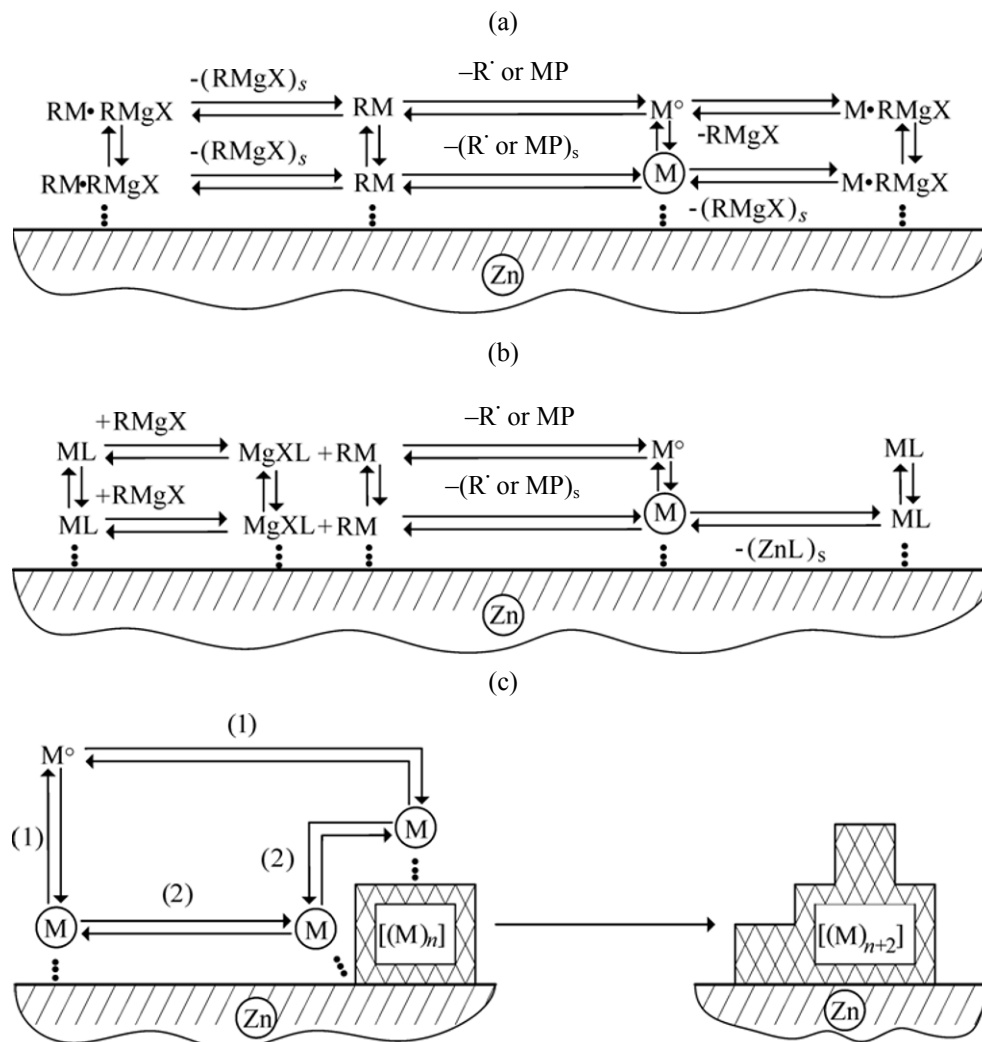 (a)
-(RMgX)s –R· or MP
RM• RMgX RM M° M•RMgX
-(RMgX)s –(R· or MP)s -RMgX
RM•RMgX RM M M•RMgX
-(RMgX)s
Zn
(b)
+RMgX –R· or MP
ML MgXL +RM M° ML
+RMgX –(R· or MP)s
ML MgXL+RM M ML
-(ZnL)s
Zn
(c)
(1)
M°
M
(1) (2)
(2)
M M [(M)n] [(M)n+2]
Zn Zn